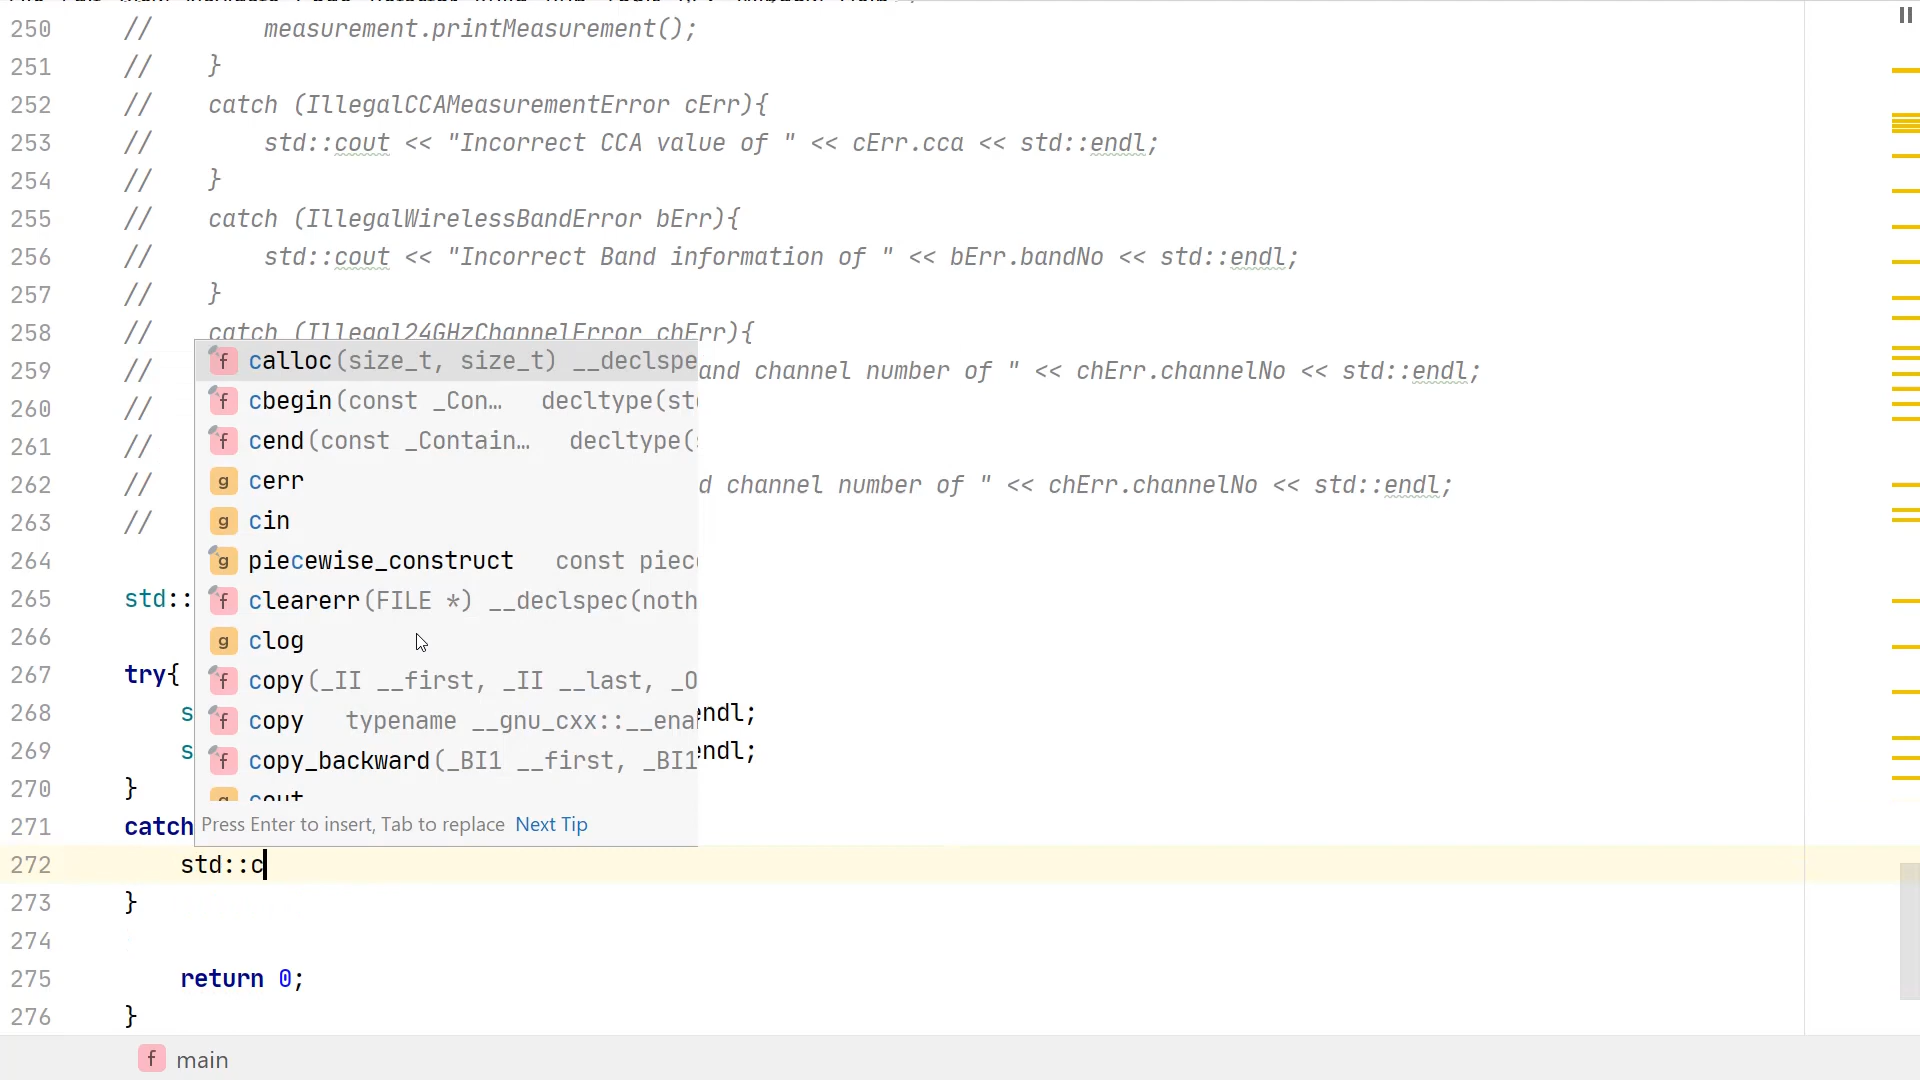 250 // measurement.printMeasurement();
251 // }
252 // catch (IllegalCCAMeasurementError cErr){
253 // std::cout << "Incorrect CCA value of " << cErr.cca << std::endl;
254 // }
255 // catch (IllegalWirelessBandError bErr){
256 // std::cout << "Incorrect Band information of " << bErr.bandNo << std::endl;
257 // }
258 // catch (Illegal24GHzChannelError chErr){
f calloc(size_t, size_t) __declspe
259 // and channel number of " << chErr.channelNo << std::endl;
f cbegin(const _Con… decltype(std
260 //
f cend(const _Contain… decltype(s
261 //
g cerr
262 // d channel number of " << chErr.channelNo << std::endl;
g cin
263 //
g piecewise_construct const piece
264
f clearerr(FILE *) __declspec(noth
265 std::
g clog
266
267 try{
f copy(_II __first, _II __last, _O
268 s endl;
f copy typename __gnu_cxx::__ena
269 s endl;
f copy_backward(_BI1 __first, _BI1
270 }
g cout
271 catch
Press Enter to insert, Tab to replace Next Tip
272 std::c
273 }
274
275 return 0;
276 }
f main